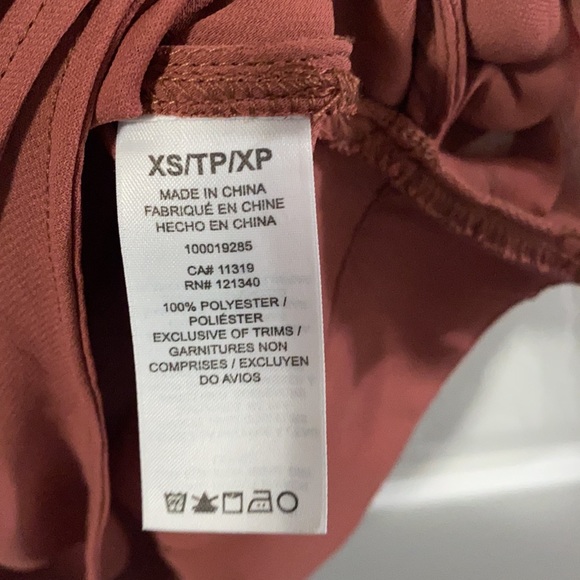 XS/TP/XP
MADE IN CHINA
FABRIQUÉ EN CHINE
HECHO EN CHINA
100019285
CA# 11319
RN# 121340
100% POLYESTER /
POLIÉSTER
EXCLUSIVE OF TRIMS /
GARNITURES NON
COMPRISES / EXCLUYEN
DO AVIOS